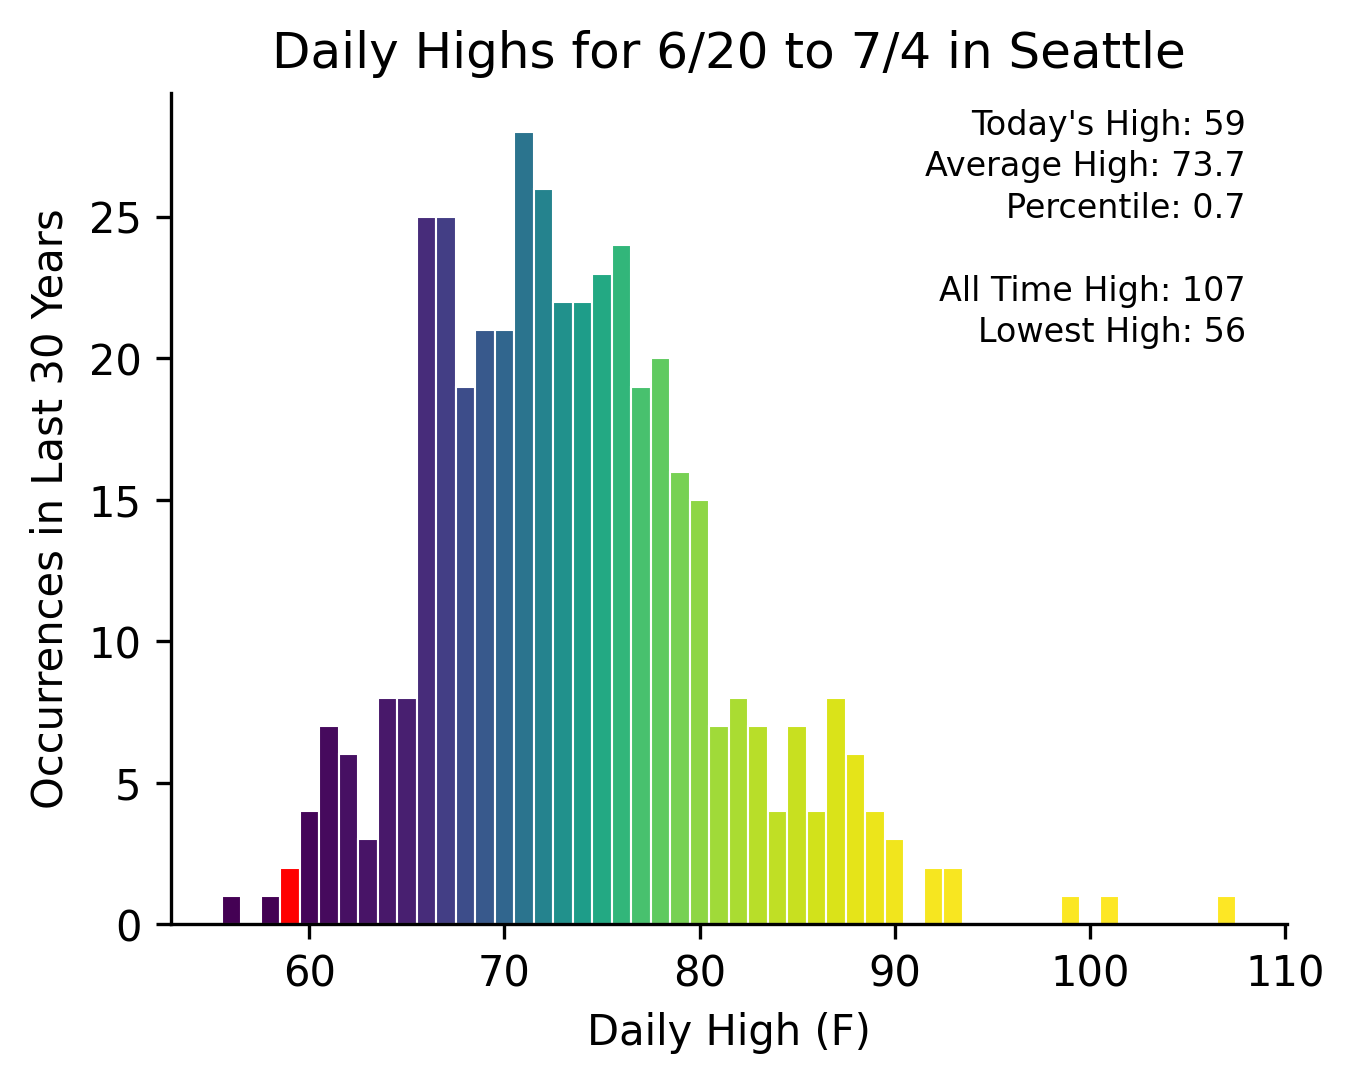 Daily Highs for 6/20 to 7/4 in Seattle
Today's High: 59
Average High: 73.7
Percentile: 0.7
All Time High: 107
Lowest High: 56
Occurrences in Last 30 Years
25
20
15
10
5
0
60 70 80 90 100 110
Daily High (F)